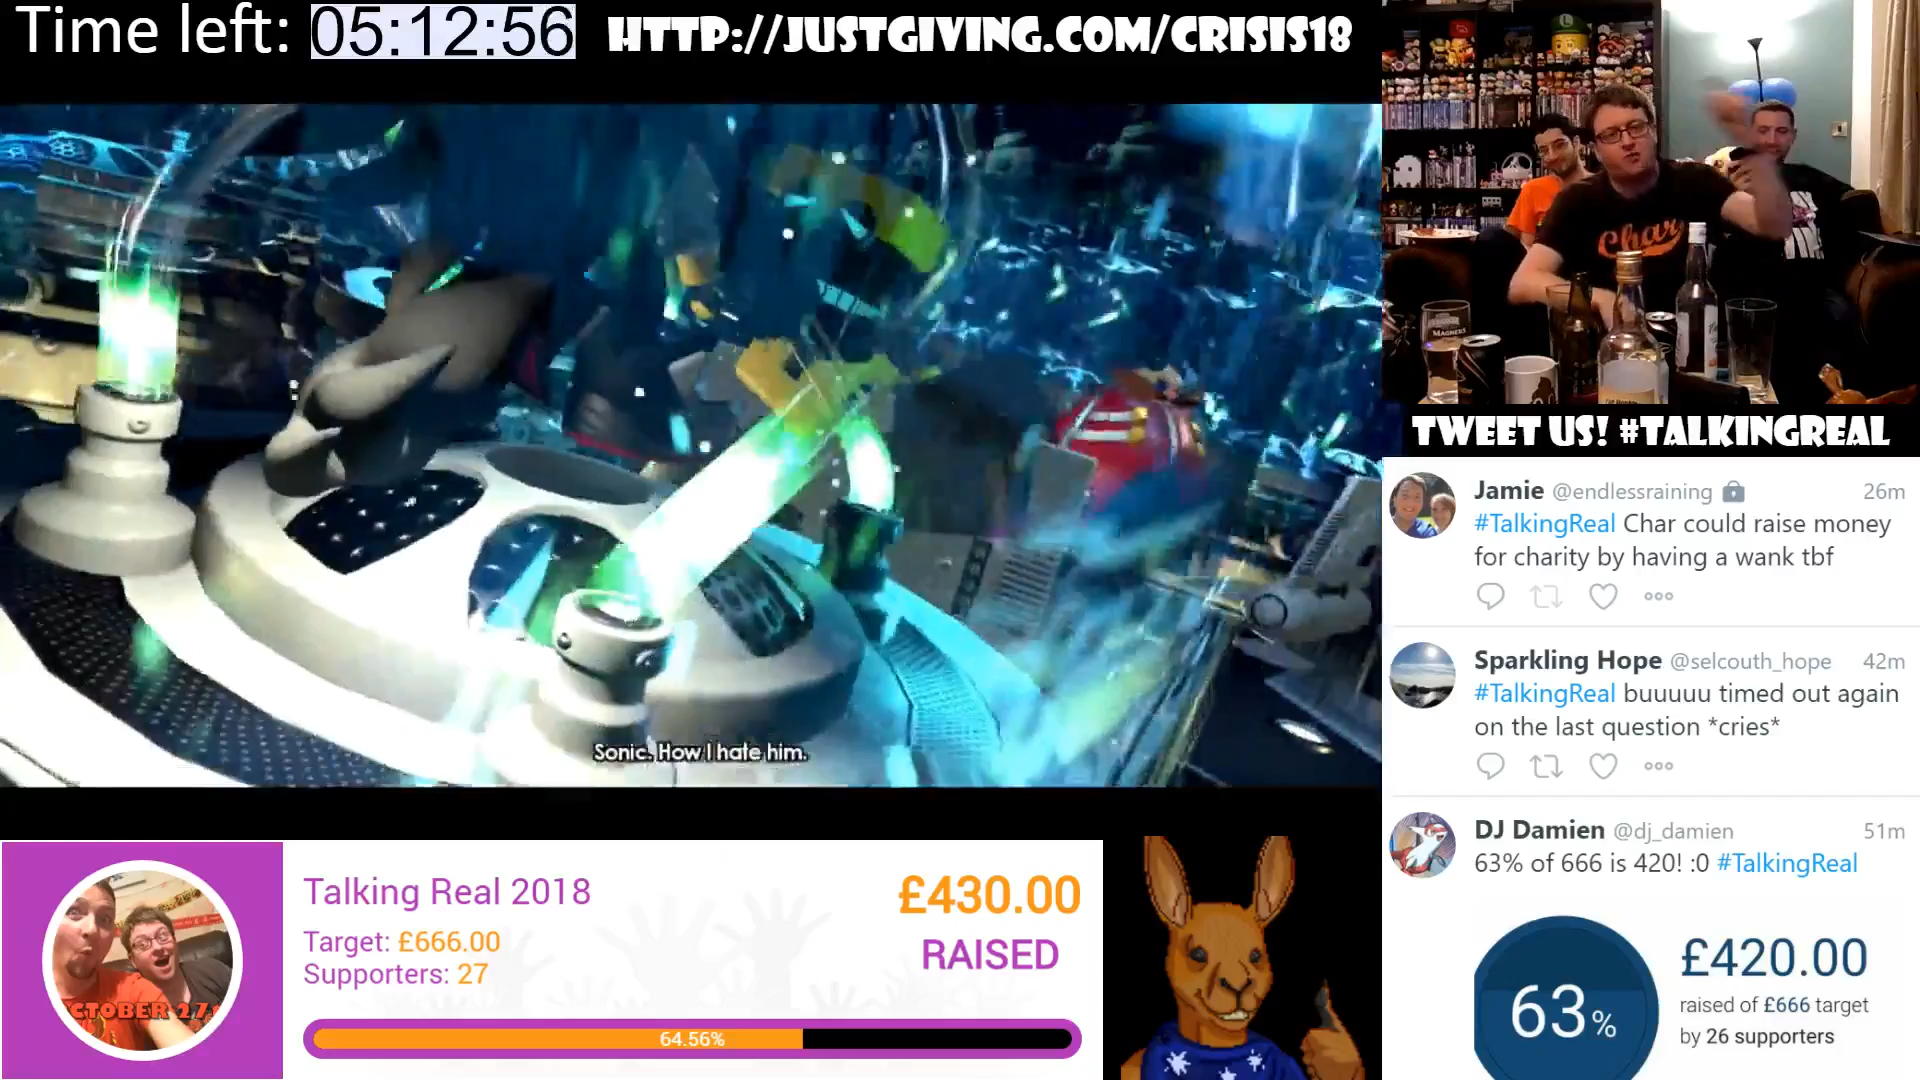 Time left: 05:12:56
HTTP://JUSTGIVING.COM/CRISIS18
Char
MAGNERS
TWEET US! #TALKINGREAL
Jamie @endlessraining 26m
#TalkingReal Char could raise money
for charity by having a wank tbf
Sparkling Hope @selcouth_hope 42m
#TalkingReal buuuuu timed out again
on the last question *cries*
DJ Damien @dj_damien 51m
63% of 666 is 420! :0 #TalkingReal
63%
£420.00
raised of £666 target
by 26 supporters
Sonic. How I hate him.
CTOBER 27
Talking Real 2018
Target: £666.00
Supporters: 27
£430.00
RAISED
64.56%